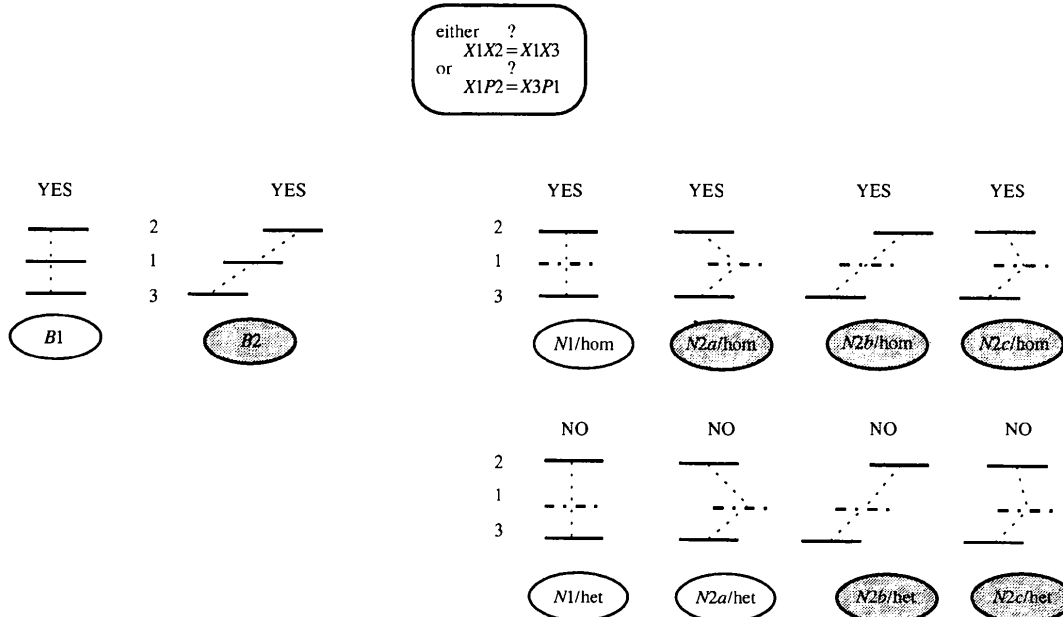 either ?
X1X2=X1X3
or ?
X1P2=X3P1
YES YES YES YES YES YES
2 2
1 1
3 3
B1 B2 N1/hom N2a/hom N2b/hom N2c/hom
NO NO NO NO
2
1
3
N1/het N2a/het N2b/het N2c/het